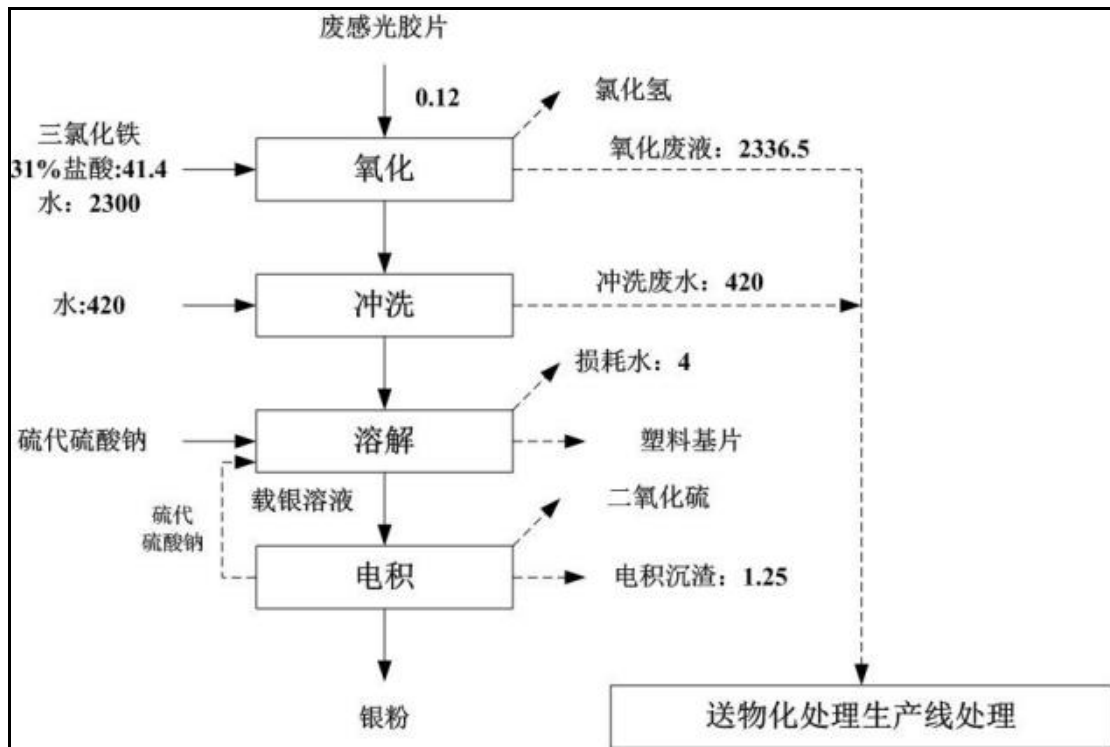 废感光胶片
0.12
氯化氢
三氯化铁
31%盐酸:41.4
水：2300
氧化
氧化废液：2336.5
水:420
冲洗
冲洗废水：420
损耗水：4
硫代硫酸钠
溶解
塑料基片
载银溶液
二氧化硫
硫代
硫酸钠
电积
电积沉渣：1.25
银粉
送物化处理生产线处理